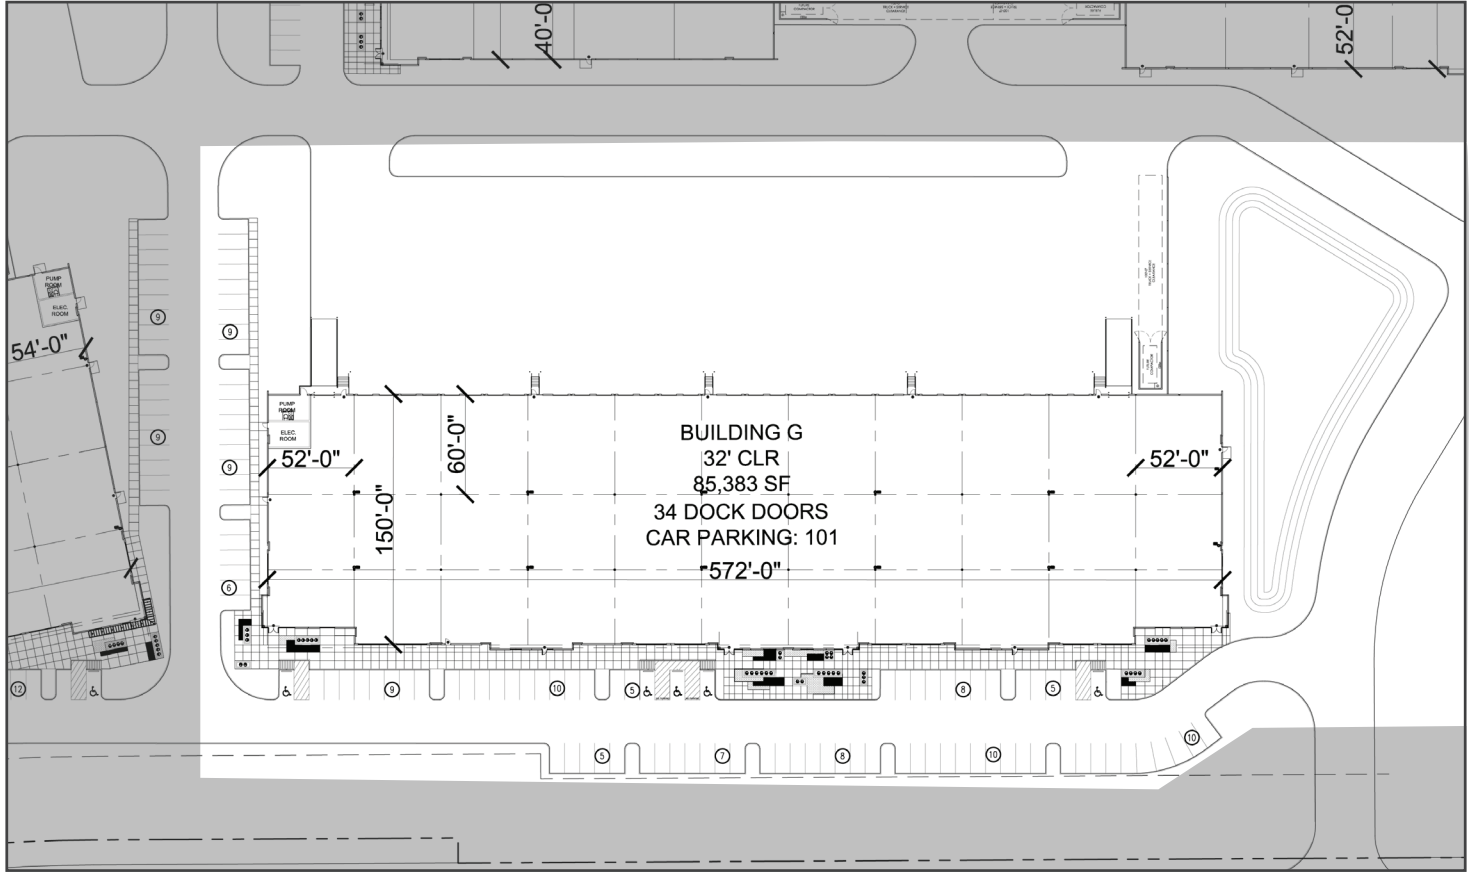 40'-0
52'-0
PUMP
ROOM
ELEC.
ROOM
54'-0"
9
9
9
9
6
PUMP
ROOM
ELEC.
ROOM
52'-0"
60'-0"
150'-0"
BUILDING G
32' CLR
85,383 SF
34 DOCK DOORS
CAR PARKING: 101
572'-0"
52'-0"
12
9
10
5
8
5
5
7
8
10
10